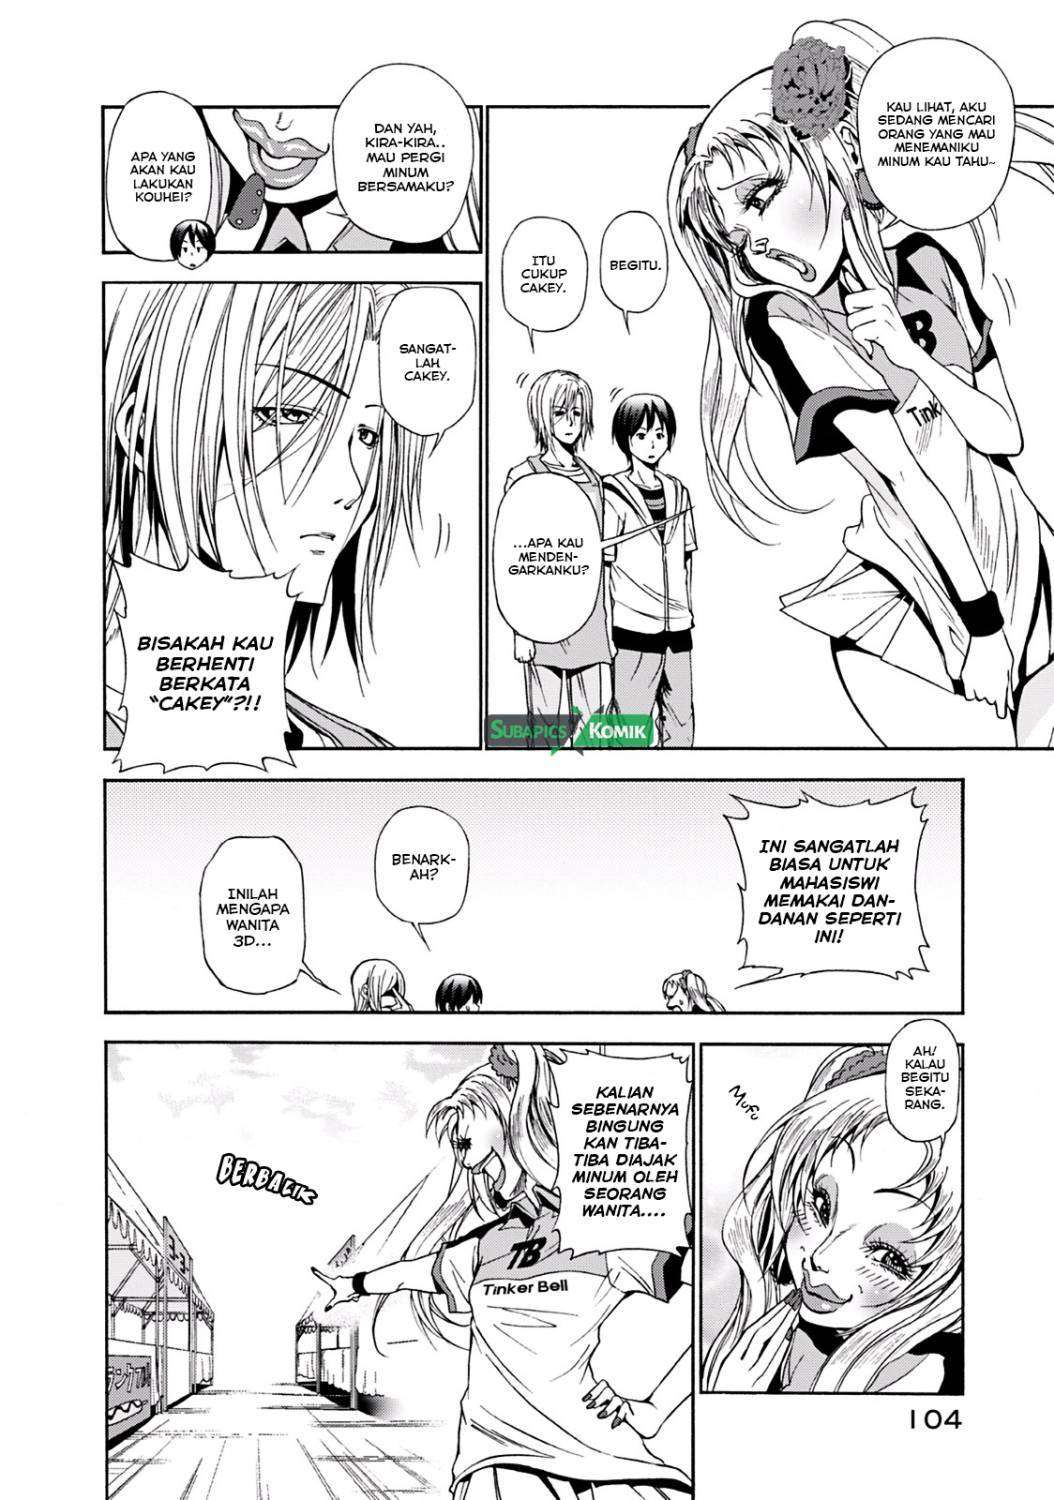 KAU LIHAT, AKU
SEDANG MENCARI
ORANG YANG MAU
MENEMANIKU
MINUM KAU TAHU~
BEGITU.
ITU
CUKUP
CAKEY.
...APA KAU
MENDEN-
GARKANKU?
TB
Tink
DAN YAH,
KIRA-KIRA..
MAU PERGI
MINUM
BERSAMAKU?
APA YANG
AKAN KAU
LAKUKAN
KOUHEI?
SANGAT-
LAH
CAKEY.
BISAKAH KAU
BERHENTI
BERKATA
"CAKEY"?!!
SUBAPICS KOMIK
INI SANGATLAH
BIASA UNTUK
MAHASISWI
MEMAKAI DAN-
DANAN SEPERTI
INI!
BENARK-
AH?
INILAH
MENGAPA
WANITA
3D...
AH!
KALAU
BEGITU
SEKA-
RANG.
MUFU
KALIAN
SEBENARNYA
BINGUNG
KAN TIBA-
TIBA DIAJAK
MINUM OLEH
SEORANG
WANITA....
BERBALIK
TB
Tinker Bell
104